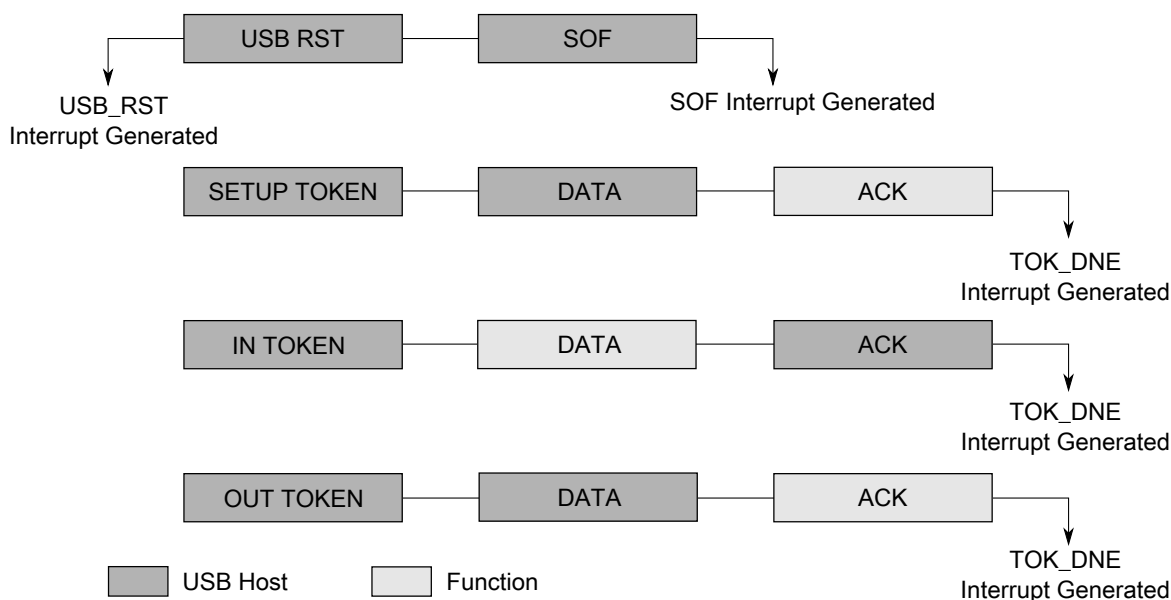 USB RST
SOF
USB_RST
Interrupt Generated
SOF Interrupt Generated
SETUP TOKEN
DATA
ACK
TOK_DNE
Interrupt Generated
IN TOKEN
DATA
ACK
TOK_DNE
Interrupt Generated
OUT TOKEN
DATA
ACK
TOK_DNE
Interrupt Generated
USB Host
Function